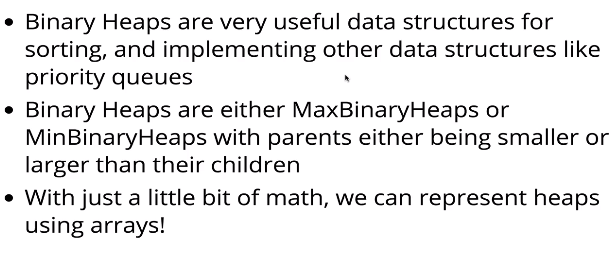 • Binary Heaps are very useful data structures for
sorting, and implementing other data structures like
priority queues
• Binary Heaps are either MaxBinaryHeaps or
MinBinaryHeaps with parents either being smaller or
larger than their children
• With just a little bit of math, we can represent heaps
using arrays!